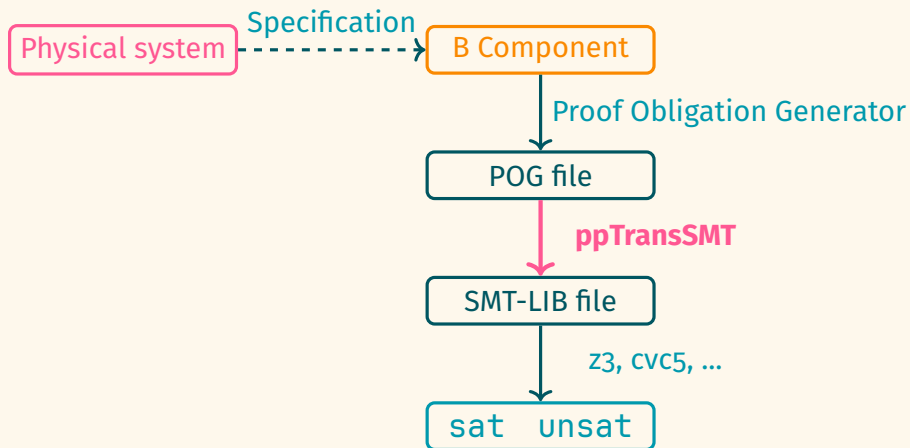 Specification
Physical system
B Component
Proof Obligation Generator
POG file
ppTransSMT
SMT-LIB file
z3, cvc5, ...
sat unsat